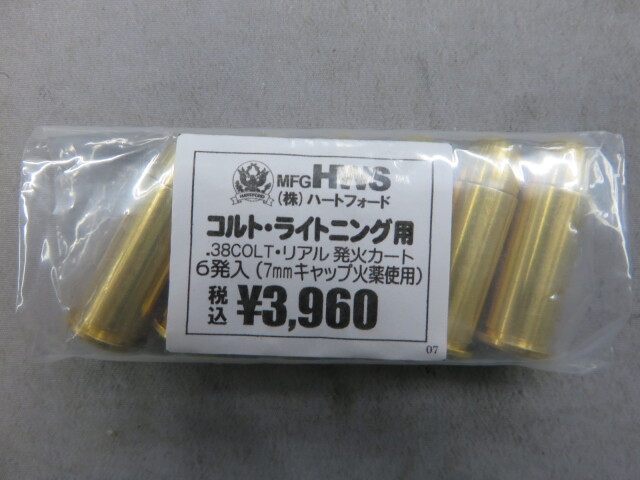 MFG HWS
(株)ハートフォード
コルト・ライトニング用
.38COLT・リアル 発火カート
6発入(7mmキャップ火薬使用)
税込 ¥3,960
07